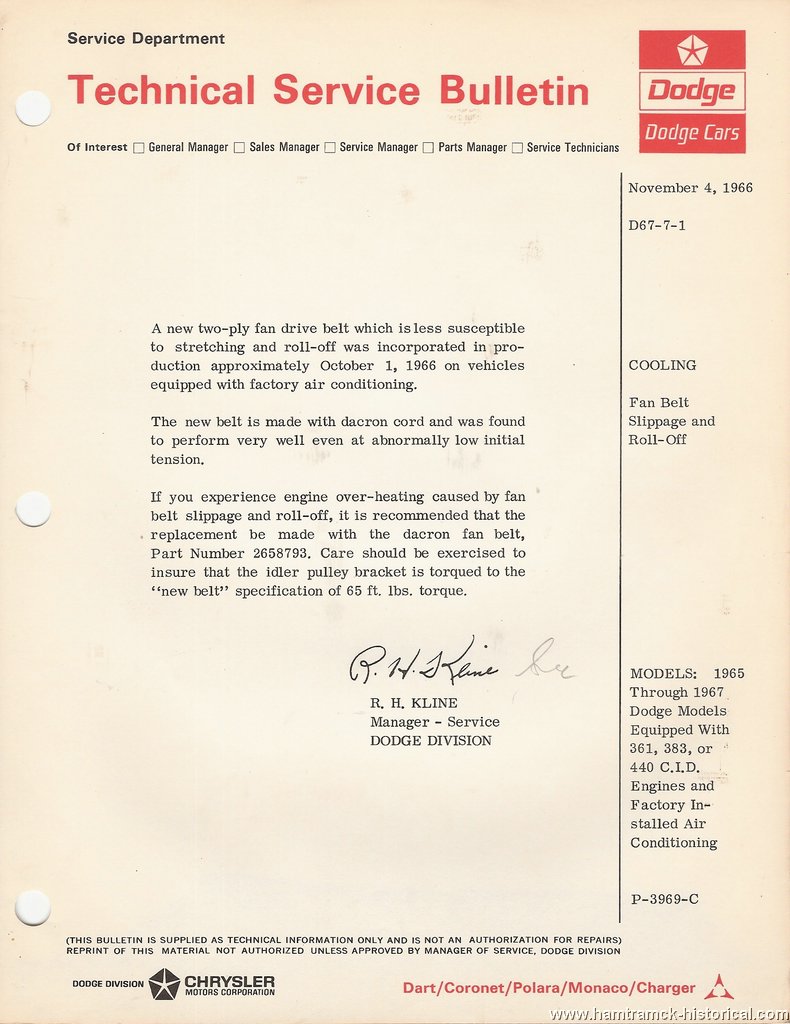 Service Department
Technical Service Bulletin
Dodge
Dodge Cars
Of Interest □ General Manager □ Sales Manager □ Service Manager □ Parts Manager □ Service Technicians
November 4, 1966
D67-7-1
A new two-ply fan drive belt which is less susceptible
to stretching and roll-off was incorporated in pro-
duction approximately October 1, 1966 on vehicles
equipped with factory air conditioning.
The new belt is made with dacron cord and was found
to perform very well even at abnormally low initial
tension.
If you experience engine over-heating caused by fan
belt slippage and roll-off, it is recommended that the
replacement be made with the dacron fan belt,
Part Number 2658793. Care should be exercised to
insure that the idler pulley bracket is torqued to the
“new belt” specification of 65 ft. lbs. torque.
COOLING
Fan Belt
Slippage and
Roll-Off
R. H. Kline
R. H. KLINE
Manager - Service
DODGE DIVISION
MODELS: 1965
Through 1967
Dodge Models
Equipped With
361, 383, or
440 C.I.D.
Engines and
Factory In-
stalled Air
Conditioning
P-3969-C
(THIS BULLETIN IS SUPPLIED AS TECHNICAL INFORMATION ONLY AND IS NOT AN AUTHORIZATION FOR REPAIRS)
REPRINT OF THIS MATERIAL NOT AUTHORIZED UNLESS APPROVED BY MANAGER OF SERVICE, DODGE DIVISION
DODGE DIVISION CHRYSLER
MOTORS CORPORATION
Dart/Coronet/Polara/Monaco/Charger
www.hamtramck-historical.com